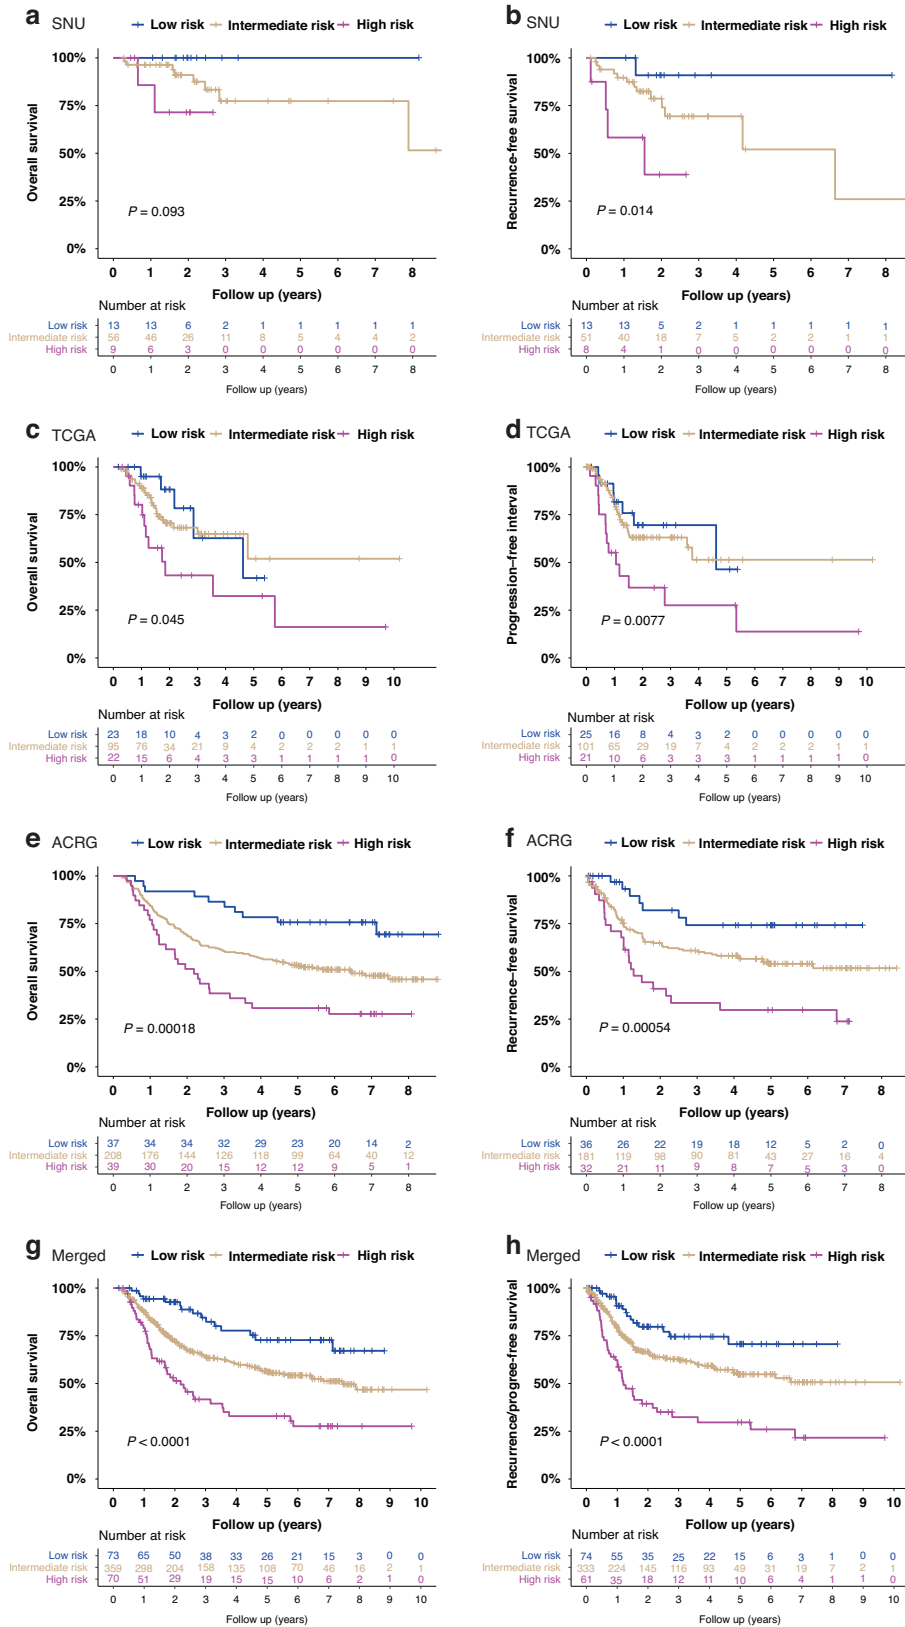 a SNU
Low risk Intermediate risk High risk
100%
75%
50%
25%
0%
Overall survival
P = 0.093
0 1 2 3 4 5 6 7 8
Follow up (years)
Number at risk
Low risk 13 13 6 2 1 1 1 1 1
Intermediate risk 56 46 26 11 8 5 4 4 2
High risk 9 6 3 0 0 0 0 0 0
0 1 2 3 4 5 6 7 8
Follow up (years)
b SNU
Low risk Intermediate risk High risk
100%
75%
50%
25%
0%
Recurrence-free survival
P = 0.014
0 1 2 3 4 5 6 7 8
Follow up (years)
Number at risk
Low risk 13 13 5 2 1 1 1 1 1
Intermediate risk 51 40 18 7 5 2 2 1 1
High risk 8 4 1 0 0 0 0 0 0
0 1 2 3 4 5 6 7 8
Follow up (years)
c TCGA
Low risk Intermediate risk High risk
100%
75%
50%
25%
0%
Overall survival
P = 0.045
0 1 2 3 4 5 6 7 8 9 10
Follow up (years)
Number at risk
Low risk 23 18 10 4 3 2 0 0 0 0 0
Intermediate risk 95 76 34 21 9 4 2 2 2 1 1
High risk 22 15 6 4 3 3 1 1 1 1 0
0 1 2 3 4 5 6 7 8 9 10
Follow up (years)
d TCGA
Low risk Intermediate risk High risk
100%
75%
50%
25%
0%
Progression–free interval
P = 0.0077
0 1 2 3 4 5 6 7 8 9 10
Follow up (years)
Number at risk
Low risk 25 16 8 4 3 2 0 0 0 0 0
Intermediate risk 101 65 29 19 7 4 2 2 2 1 1
High risk 21 10 6 3 3 3 1 1 1 1 0
0 1 2 3 4 5 6 7 8 9 10
Follow up (years)
e ACRG
Low risk Intermediate risk High risk
100%
75%
50%
25%
0%
Overall survival
P = 0.00018
0 1 2 3 4 5 6 7 8
Follow up (years)
Number at risk
Low risk 37 34 34 32 29 23 20 14 2
Intermediate risk 208 176 144 126 118 99 64 40 12
High risk 39 30 20 15 12 12 9 5 1
0 1 2 3 4 5 6 7 8
Follow up (years)
f ACRG
Low risk Intermediate risk High risk
100%
75%
50%
25%
0%
Recurrence–free survival
P = 0.00054
0 1 2 3 4 5 6 7 8
Follow up (years)
Number at risk
Low risk 36 26 22 19 18 12 5 2 0
Intermediate risk 181 119 98 90 81 43 27 16 4
High risk 32 21 11 9 8 7 5 3 0
0 1 2 3 4 5 6 7 8
Follow up (years)
g Merged
Low risk Intermediate risk High risk
100%
75%
50%
25%
0%
Overall survival
P < 0.0001
0 1 2 3 4 5 6 7 8 9 10
Follow up (years)
Number at risk
Low risk 73 65 50 38 33 26 21 15 3 0 0
Intermediate risk 359 298 204 158 135 108 70 46 16 2 1
High risk 70 51 29 19 15 15 10 6 2 1 0
0 1 2 3 4 5 6 7 8 9 10
Follow up (years)
h Merged
Low risk Intermediate risk High risk
100%
75%
50%
25%
0%
Recurrence/progree-free survival
P < 0.0001
0 1 2 3 4 5 6 7 8 9 10
Follow up (years)
Number at risk
Low risk 74 55 35 25 22 15 6 3 1 0 0
Intermediate risk 333 224 145 116 93 49 31 19 7 2 1
High risk 61 35 18 12 11 10 6 4 1 1 0
0 1 2 3 4 5 6 7 8 9 10
Follow up (years)